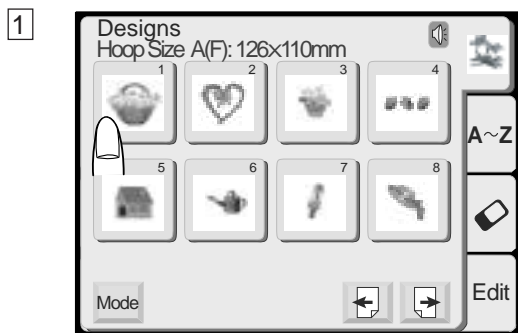 1
Designs
Hoop Size A(F): 126×110mm
1 2 3 4
A~Z
5 6 7 8
Mode
Edit